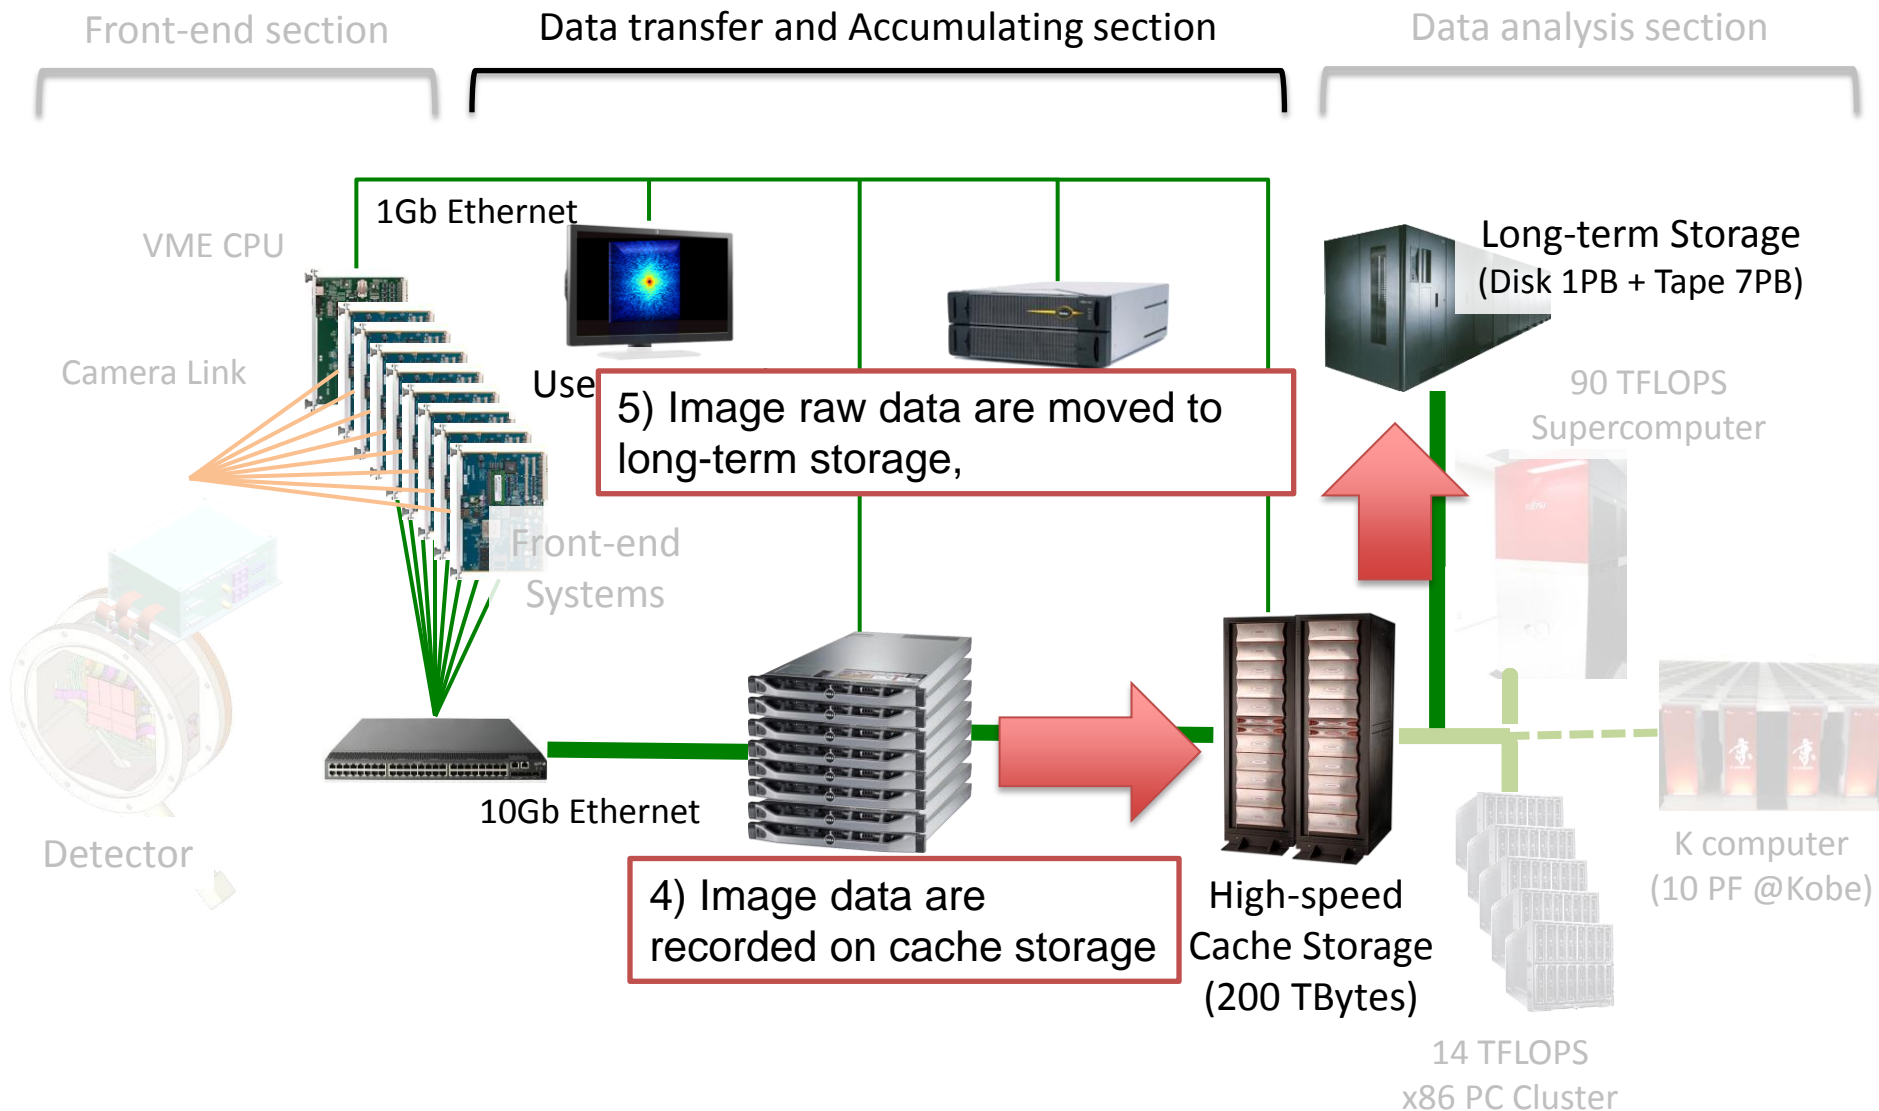 Front-end section
Data transfer and Accumulating section
Data analysis section
1Gb Ethernet
VME CPU
Long-term Storage
(Disk 1PB + Tape 7PB)
Camera Link
90 TFLOPS
Supercomputer
Use
5) Image raw data are moved to
long-term storage,
Front-end
Systems
10Gb Ethernet
Detector
4) Image data are
recorded on cache storage
High-speed
Cache Storage
(200 TBytes)
K computer
(10 PF @Kobe)
14 TFLOPS
x86 PC Cluster